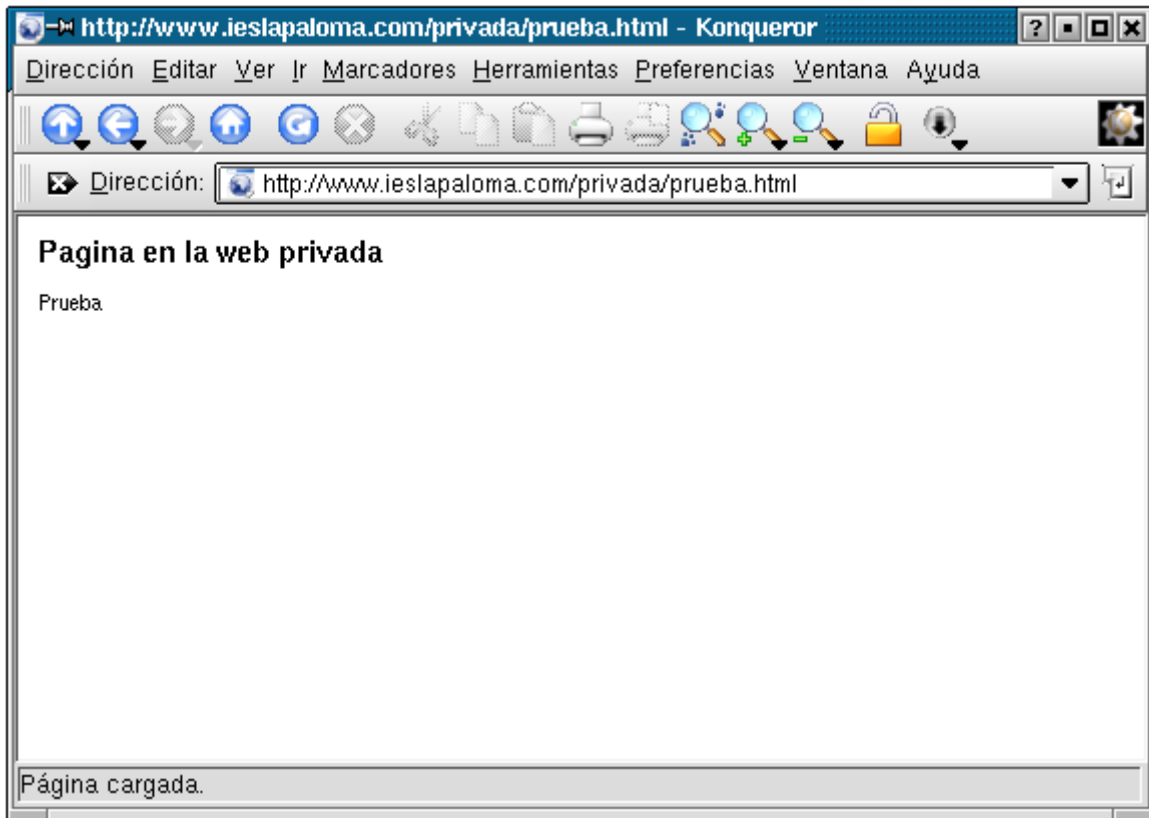 http://www.ieslapaloma.com/privada/prueba.html - Konqueror
Dirección Editar Ver Ir Marcadores Herramientas Preferencias Ventana Ayuda
Dirección: http://www.ieslapaloma.com/privada/prueba.html
Pagina en la web privada
Prueba
Página cargada.